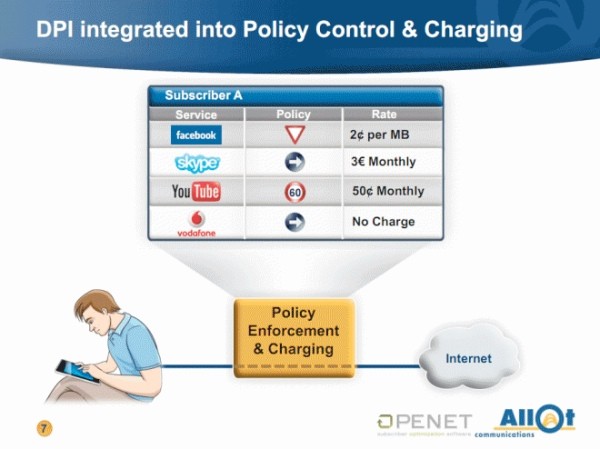 DPI integrated into Policy Control & Charging
Subscriber A
Service Policy Rate
facebook 2¢ per MB
skype 3€ Monthly
YouTube 60 50¢ Monthly
vodafone No Charge
Policy
Enforcement
& Charging
Internet
7
OPENET
subscriber optimization software
Allot
communications